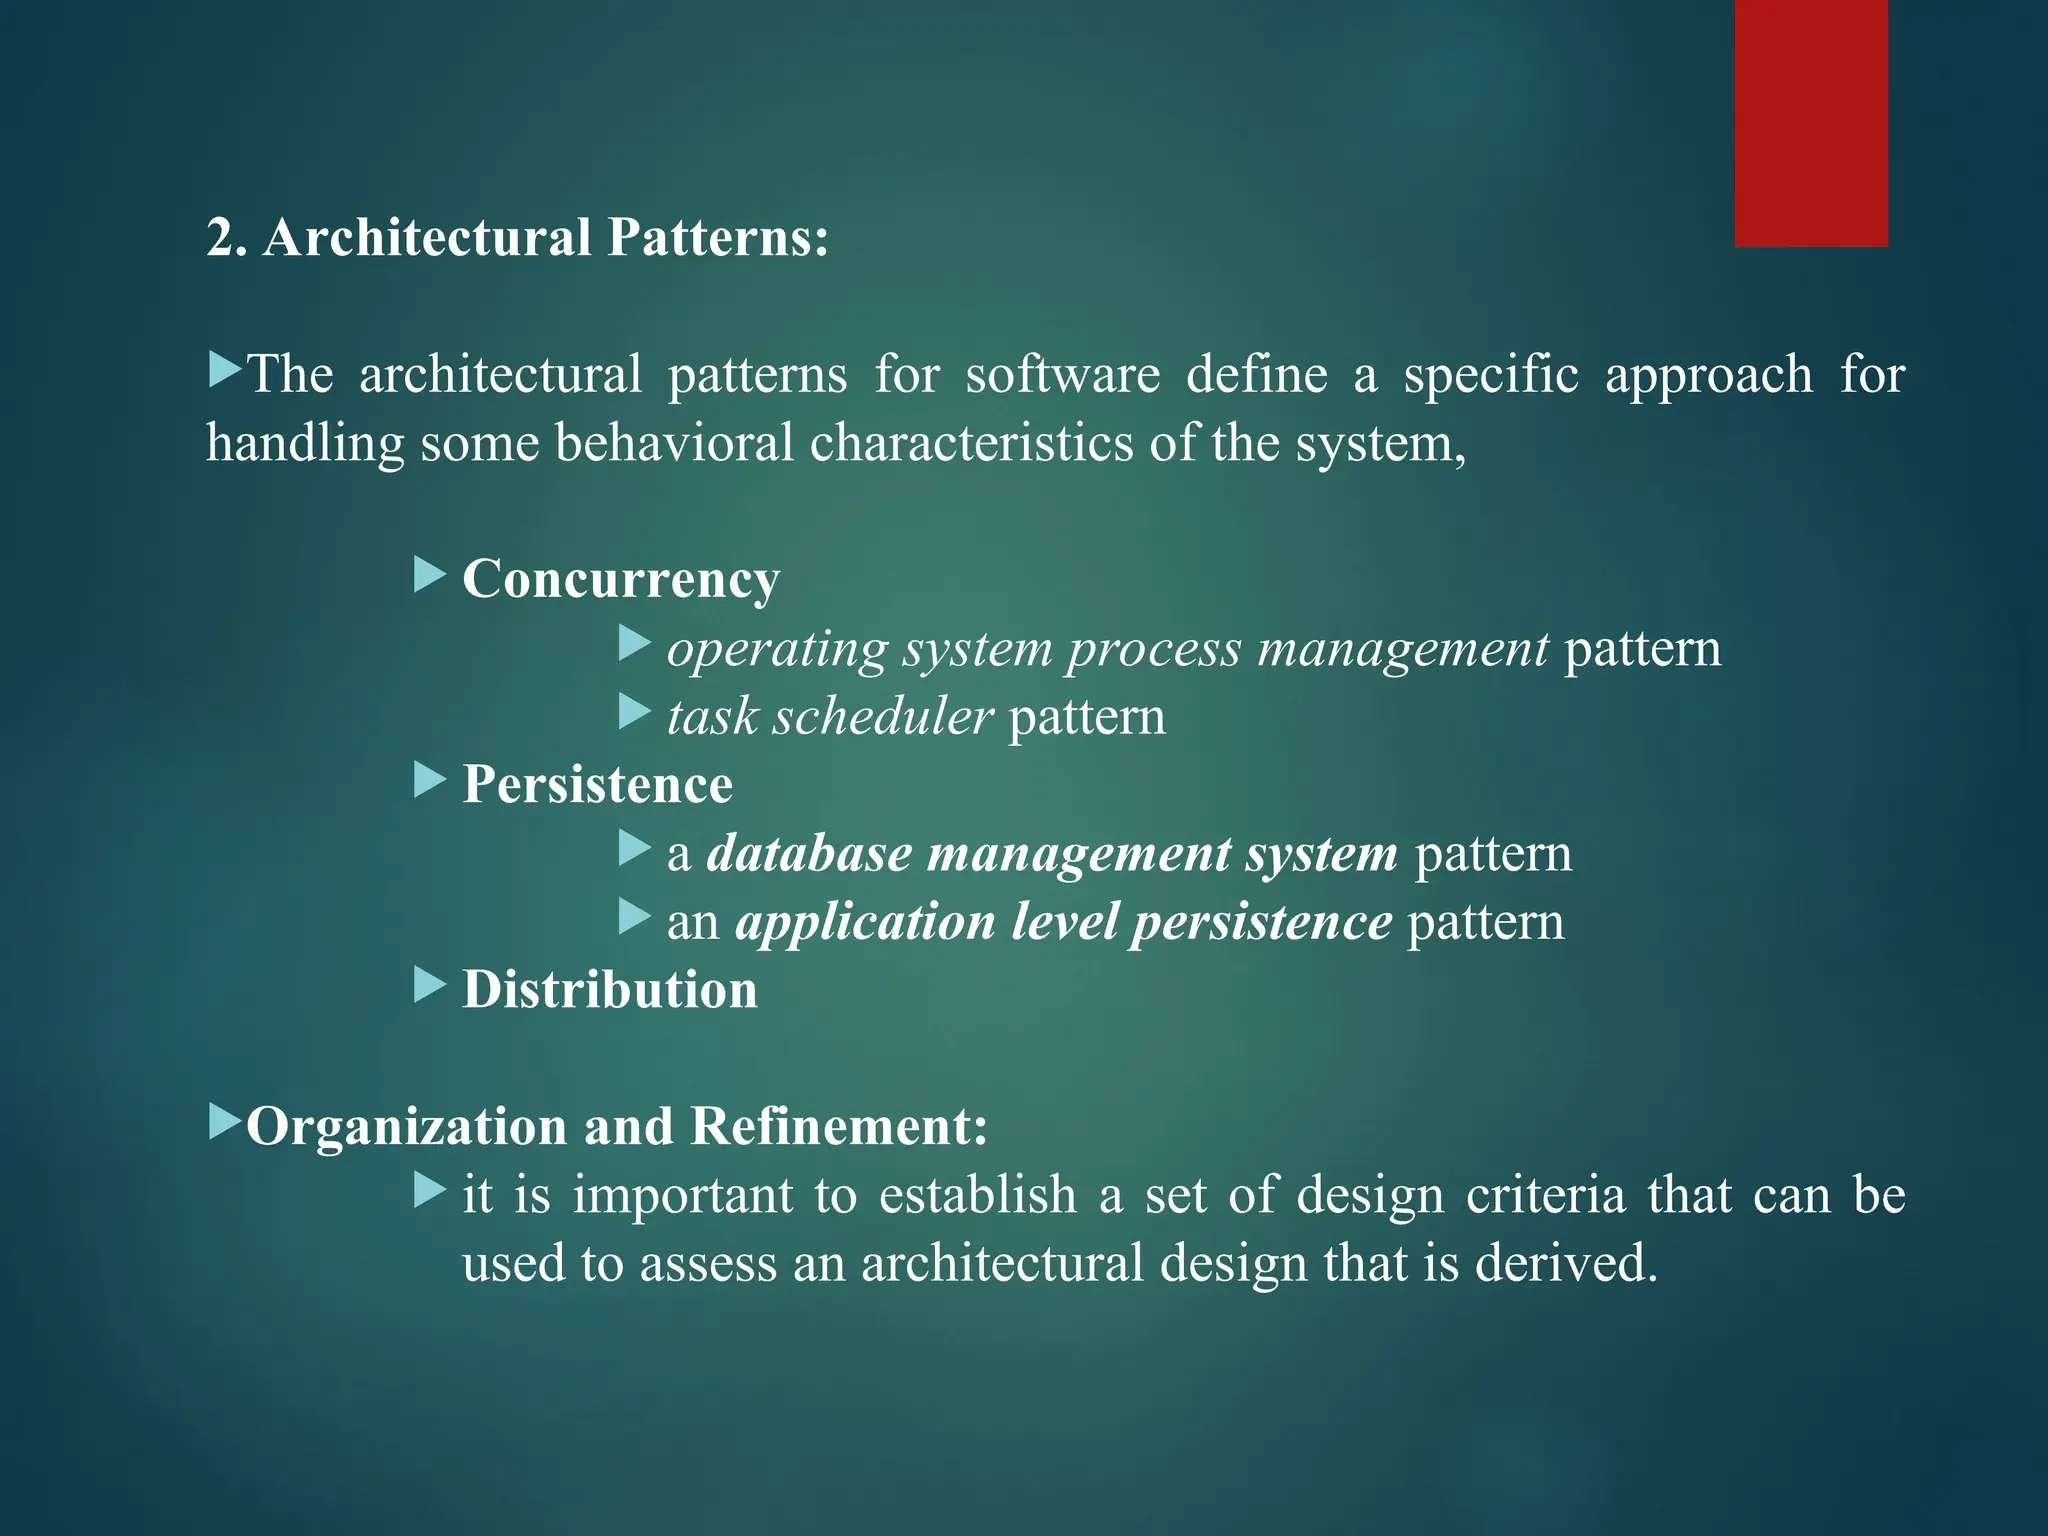 2. Architectural Patterns:
The architectural patterns for software define a specific approach for
handling some behavioral characteristics of the system,
Concurrency
operating system process management pattern
task scheduler pattern
Persistence
a database management system pattern
an application level persistence pattern
Distribution
Organization and Refinement:
it is important to establish a set of design criteria that can be
used to assess an architectural design that is derived.